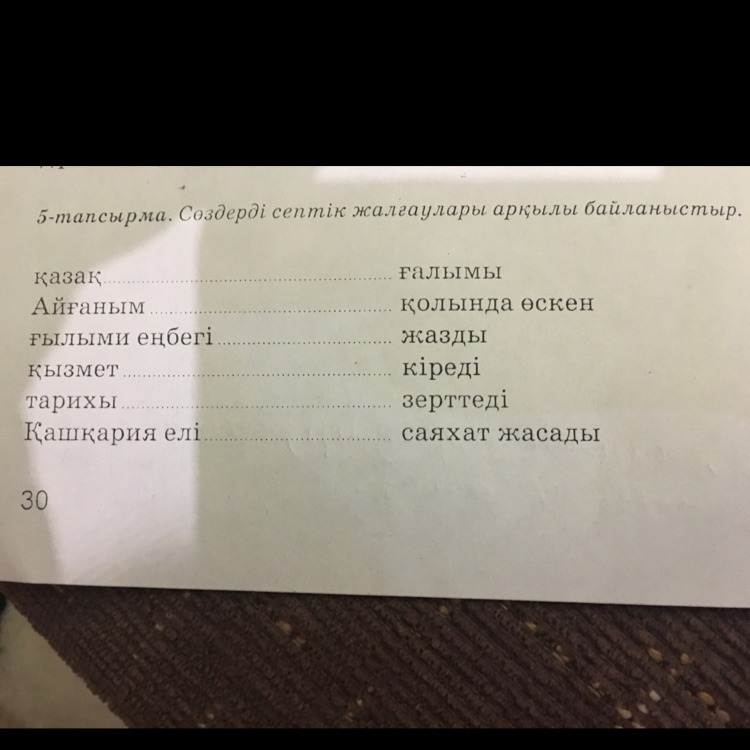 5-тапсырма. Сөздерді септік жалғаулары арқылы байланыстыр.
қазақ.......................................ғалымы
Айғаным.......................................қолында өскен
ғылыми еңбегі.......................................жазды
қызмет.......................................кіреді
тарихы.......................................зерттеді
Қашқария елі.......................................саяхат жасады
30